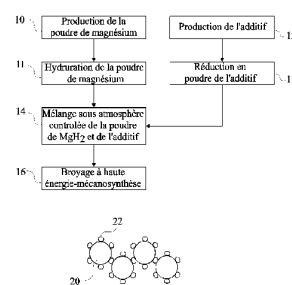 10
Production de la
poudre de magnésium
Production de l'additif
11
Hydruration de la poudre
de magnésium
Réduction en
poudre de l'additif
14
Mélange sous atmosphère
controlée de la poudre
de MgH2 et de l'additif
16
Broyage à haute
énergie-mécanosynthèse
22
20